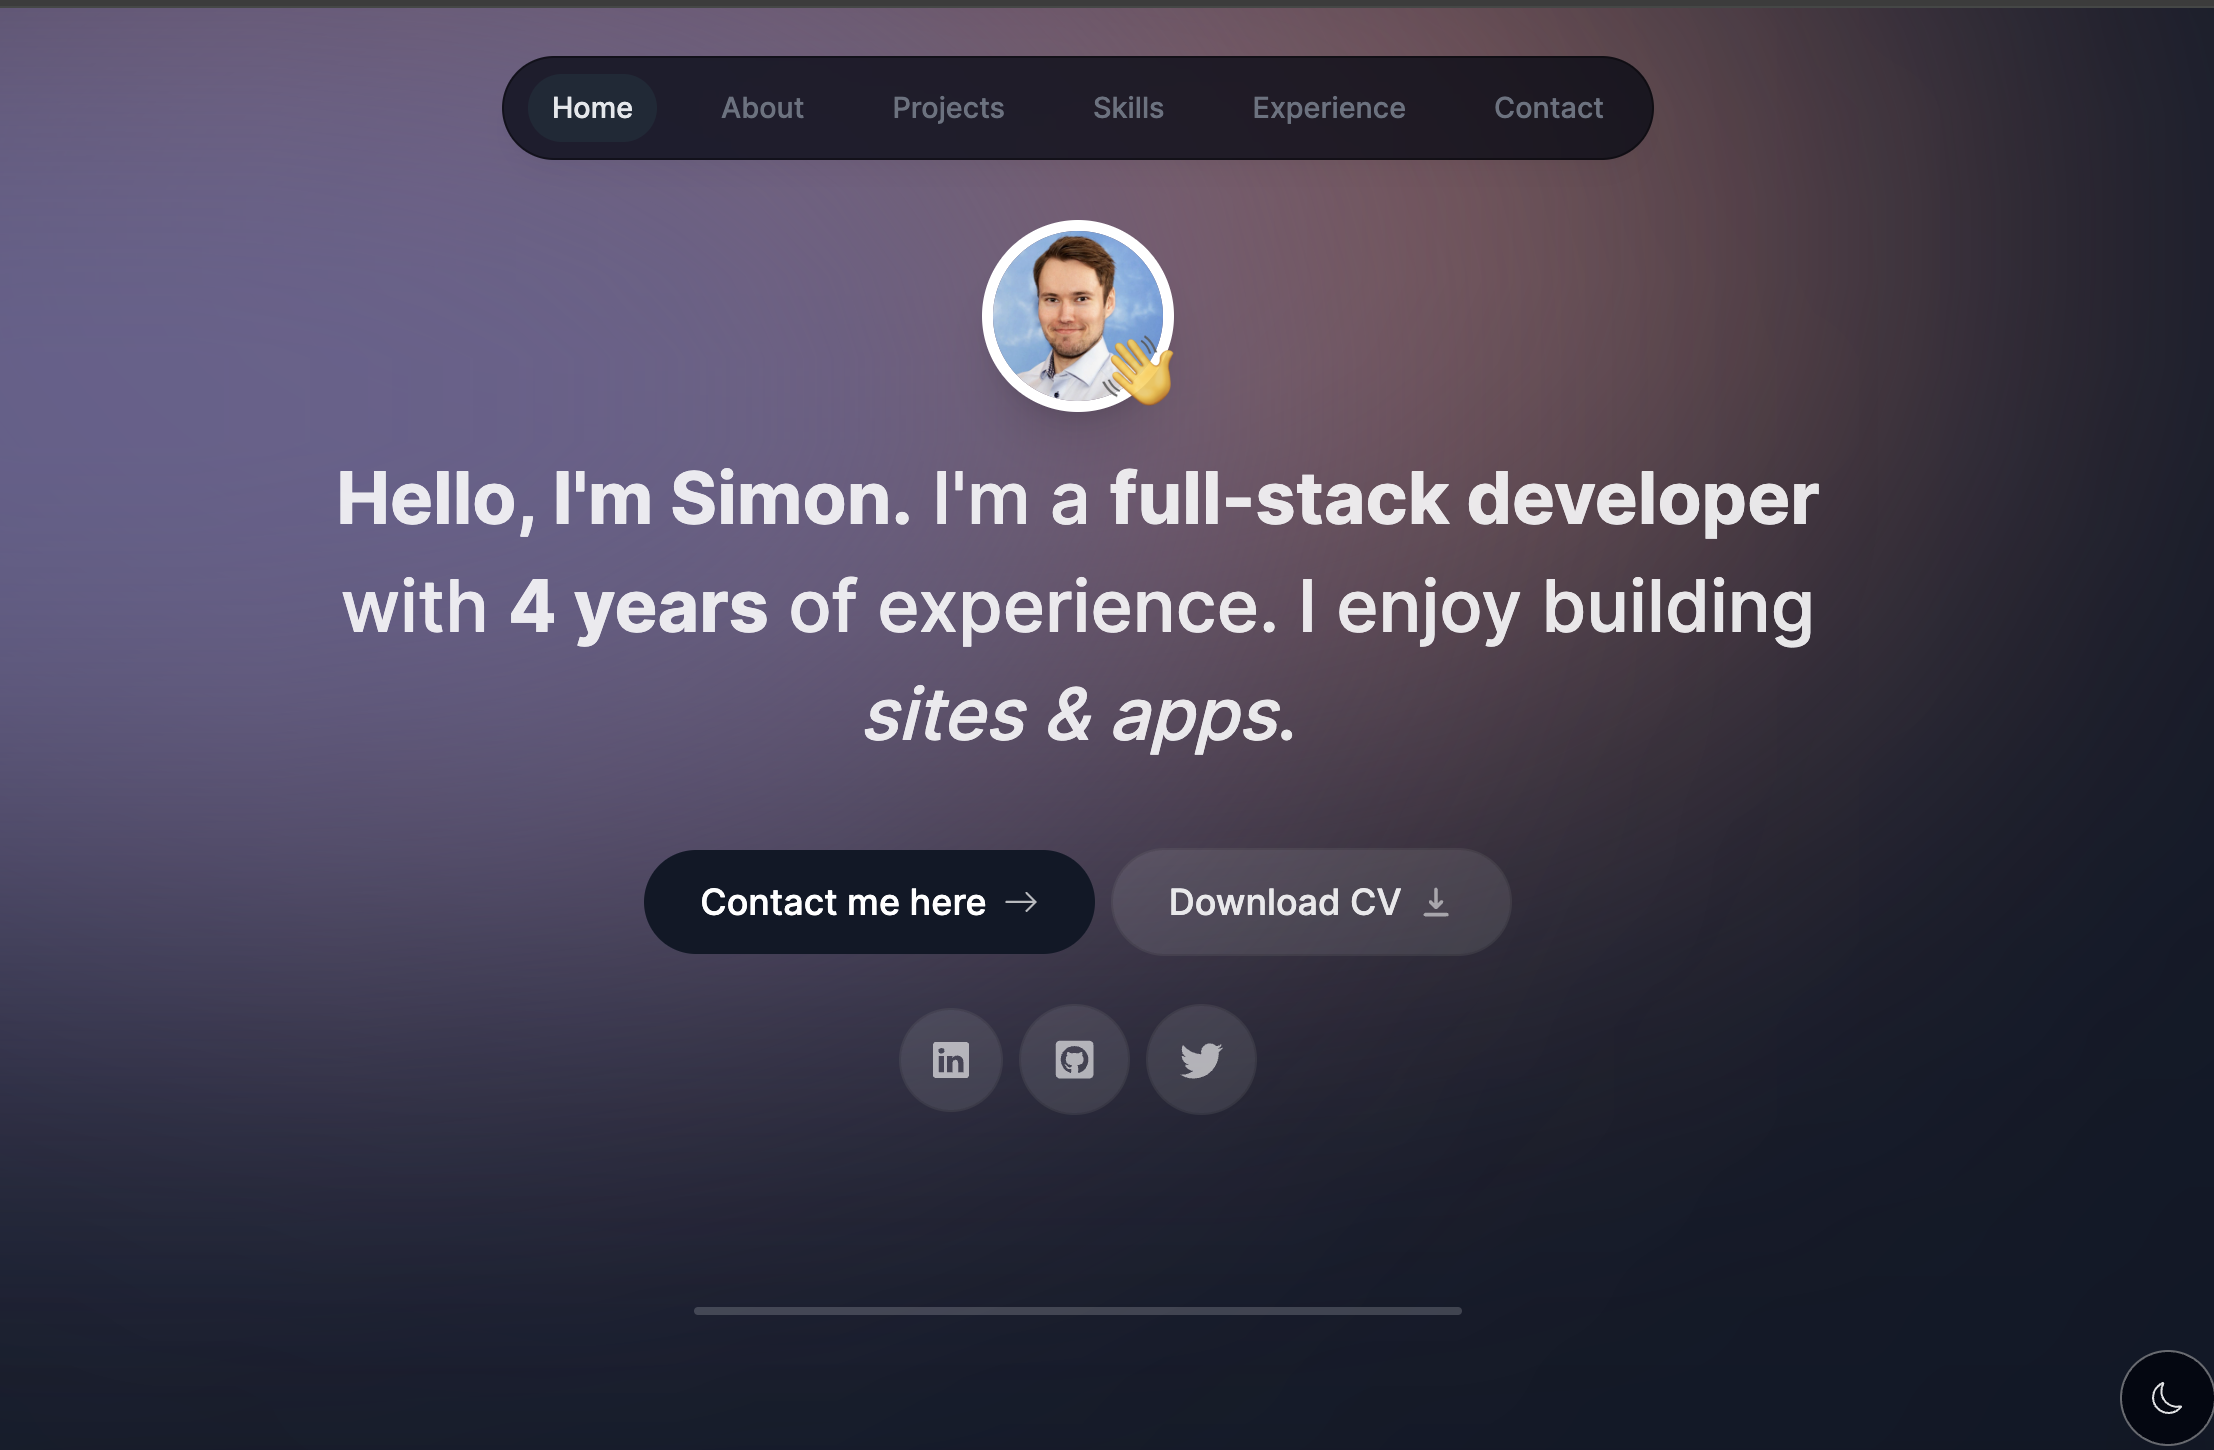 Home About Projects Skills Experience Contact
Hello, I'm Simon. I'm a full-stack developer
with 4 years of experience. I enjoy building
sites & apps.
Contact me here Download CV
in